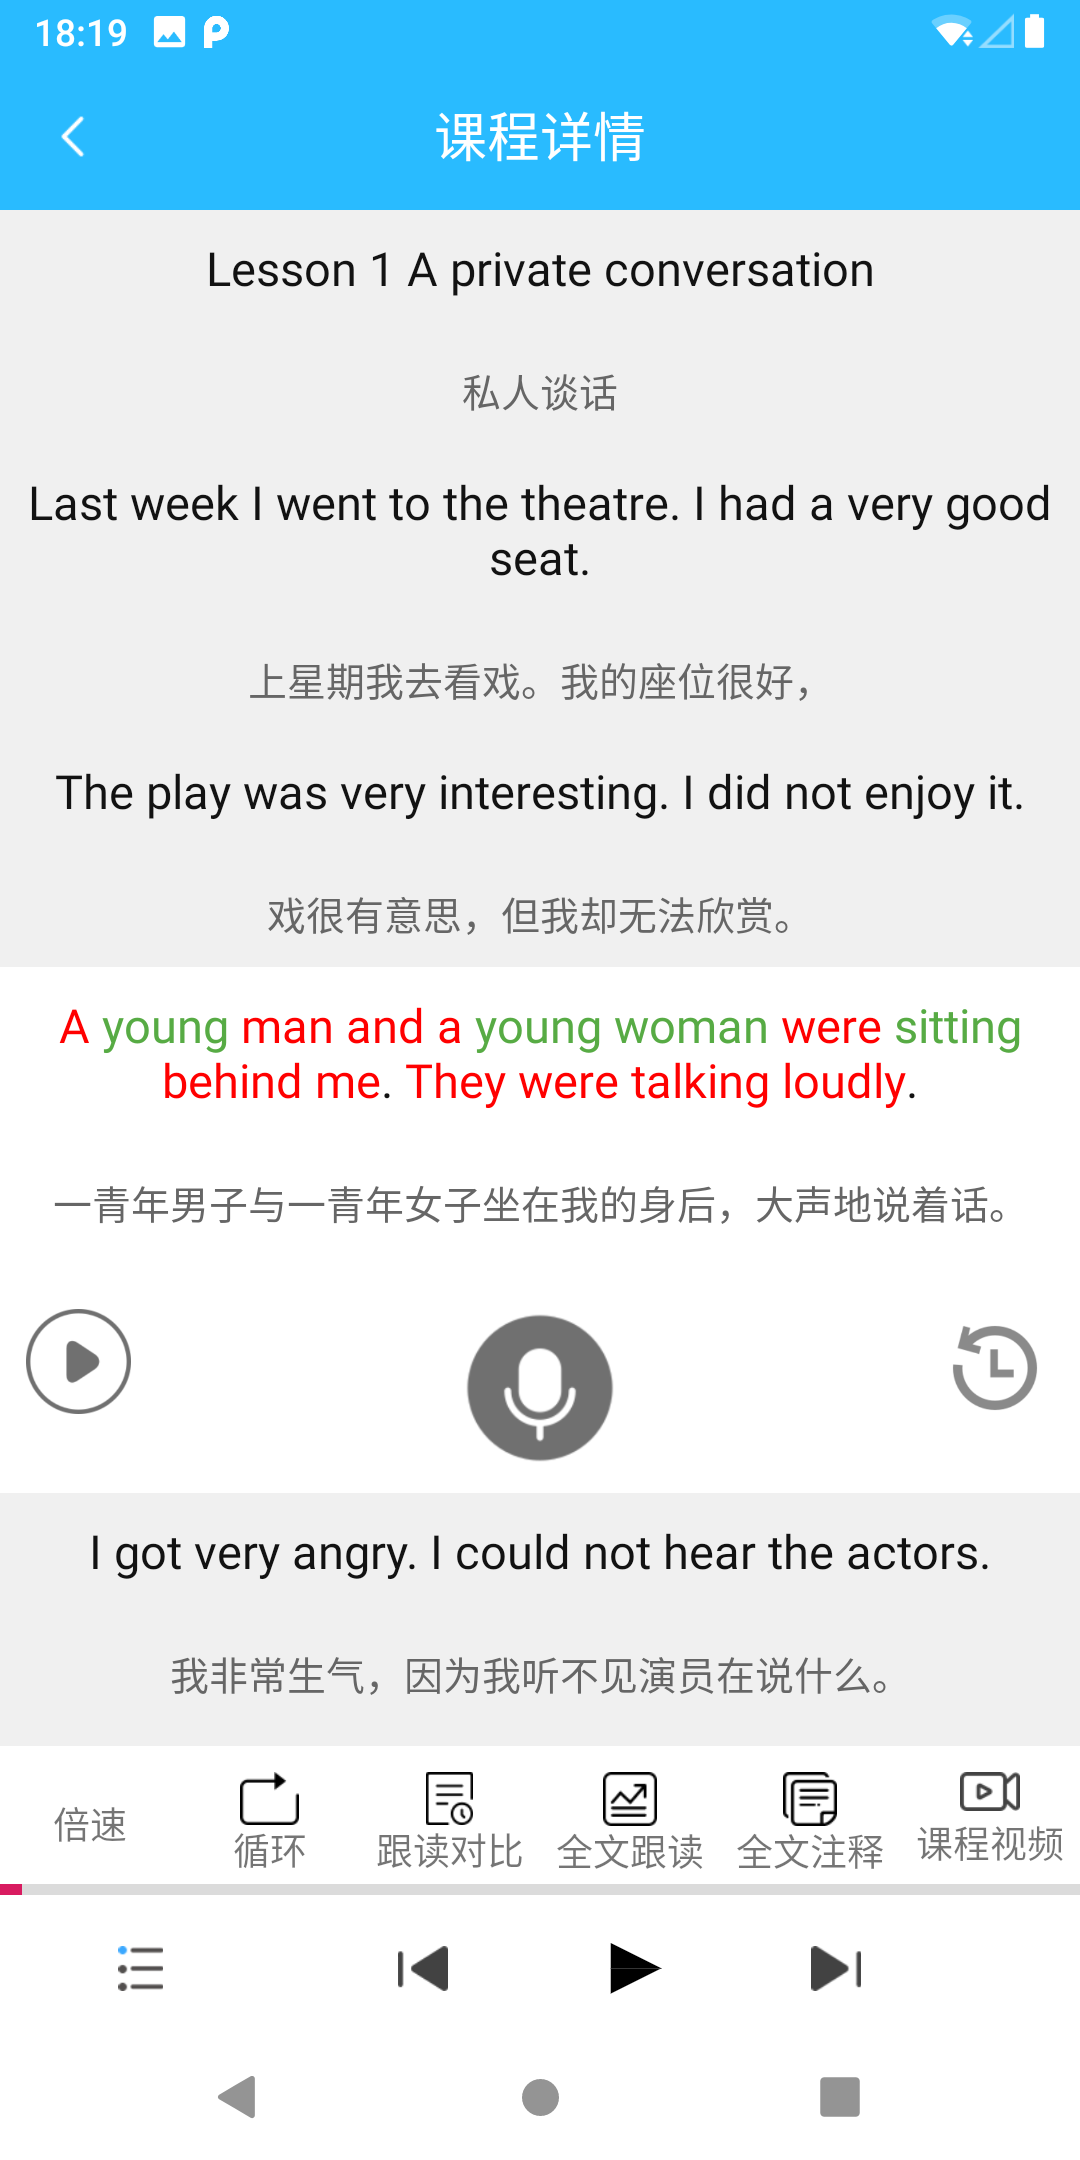 18:19
课程详情
Lesson 1 A private conversation
私人谈话
Last week I went to the theatre. I had a very good
seat.
上星期我去看戏。我的座位很好，
The play was very interesting. I did not enjoy it.
戏很有意思，但我却无法欣赏。
A young man and a young woman were sitting
behind me. They were talking loudly.
一青年男子与一青年女子坐在我的身后，大声地说着话。
I got very angry. I could not hear the actors.
我非常生气，因为我听不见演员在说什么。
倍速
循环
跟读对比
全文跟读
全文注释
课程视频